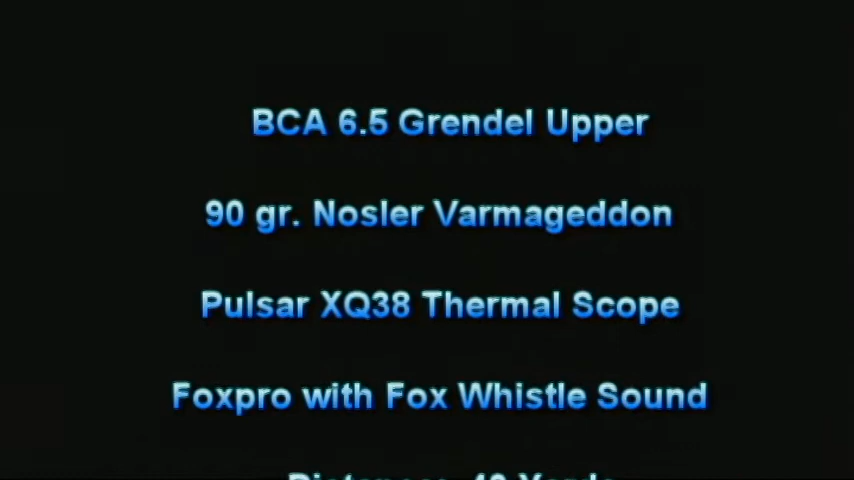 BCA 6.5 Grendel Upper
90 gr. Nosler Varmageddon
Pulsar XQ38 Thermal Scope
Foxpro with Fox Whistle Sound